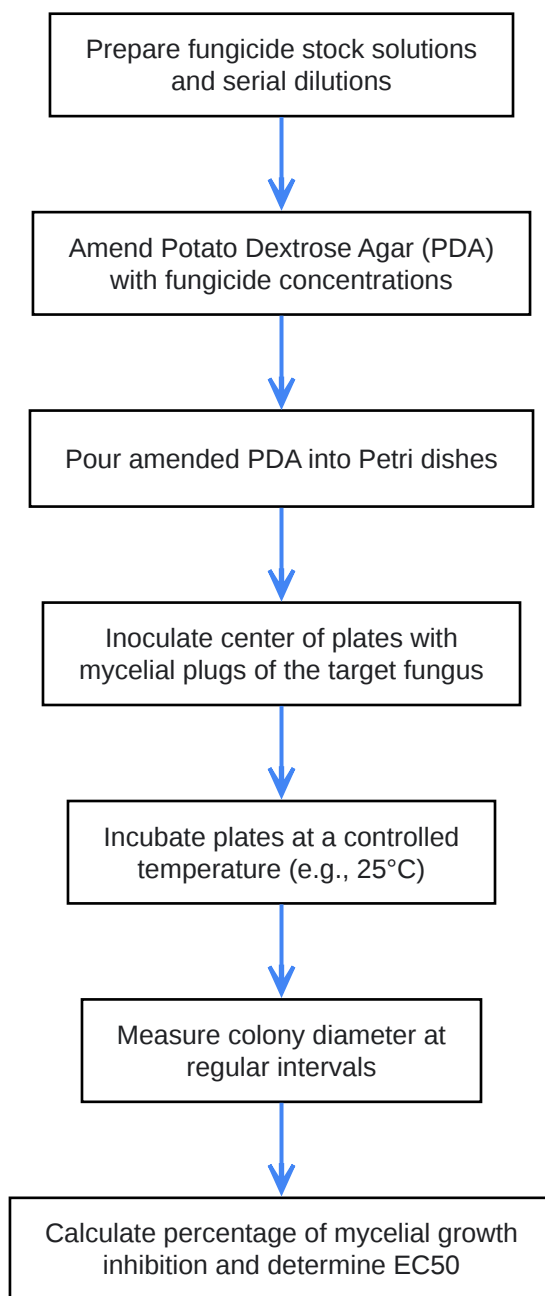 Prepare fungicide stock solutions
and serial dilutions
Amend Potato Dextrose Agar (PDA)
with fungicide concentrations
Pour amended PDA into Petri dishes
Inoculate center of plates with
mycelial plugs of the target fungus
Incubate plates at a controlled
temperature (e.g., 25°C)
Measure colony diameter at
regular intervals
Calculate percentage of mycelial growth
inhibition and determine EC50